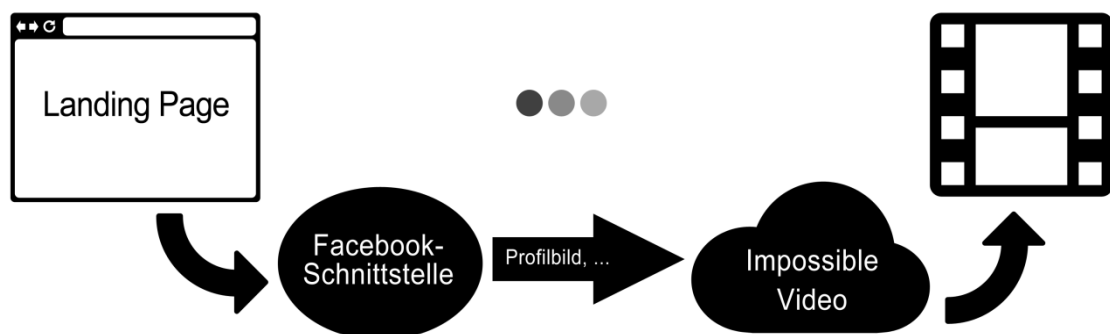 Landing Page
Facebook-
Schnittstelle
Profilbild, ...
Impossible
Video